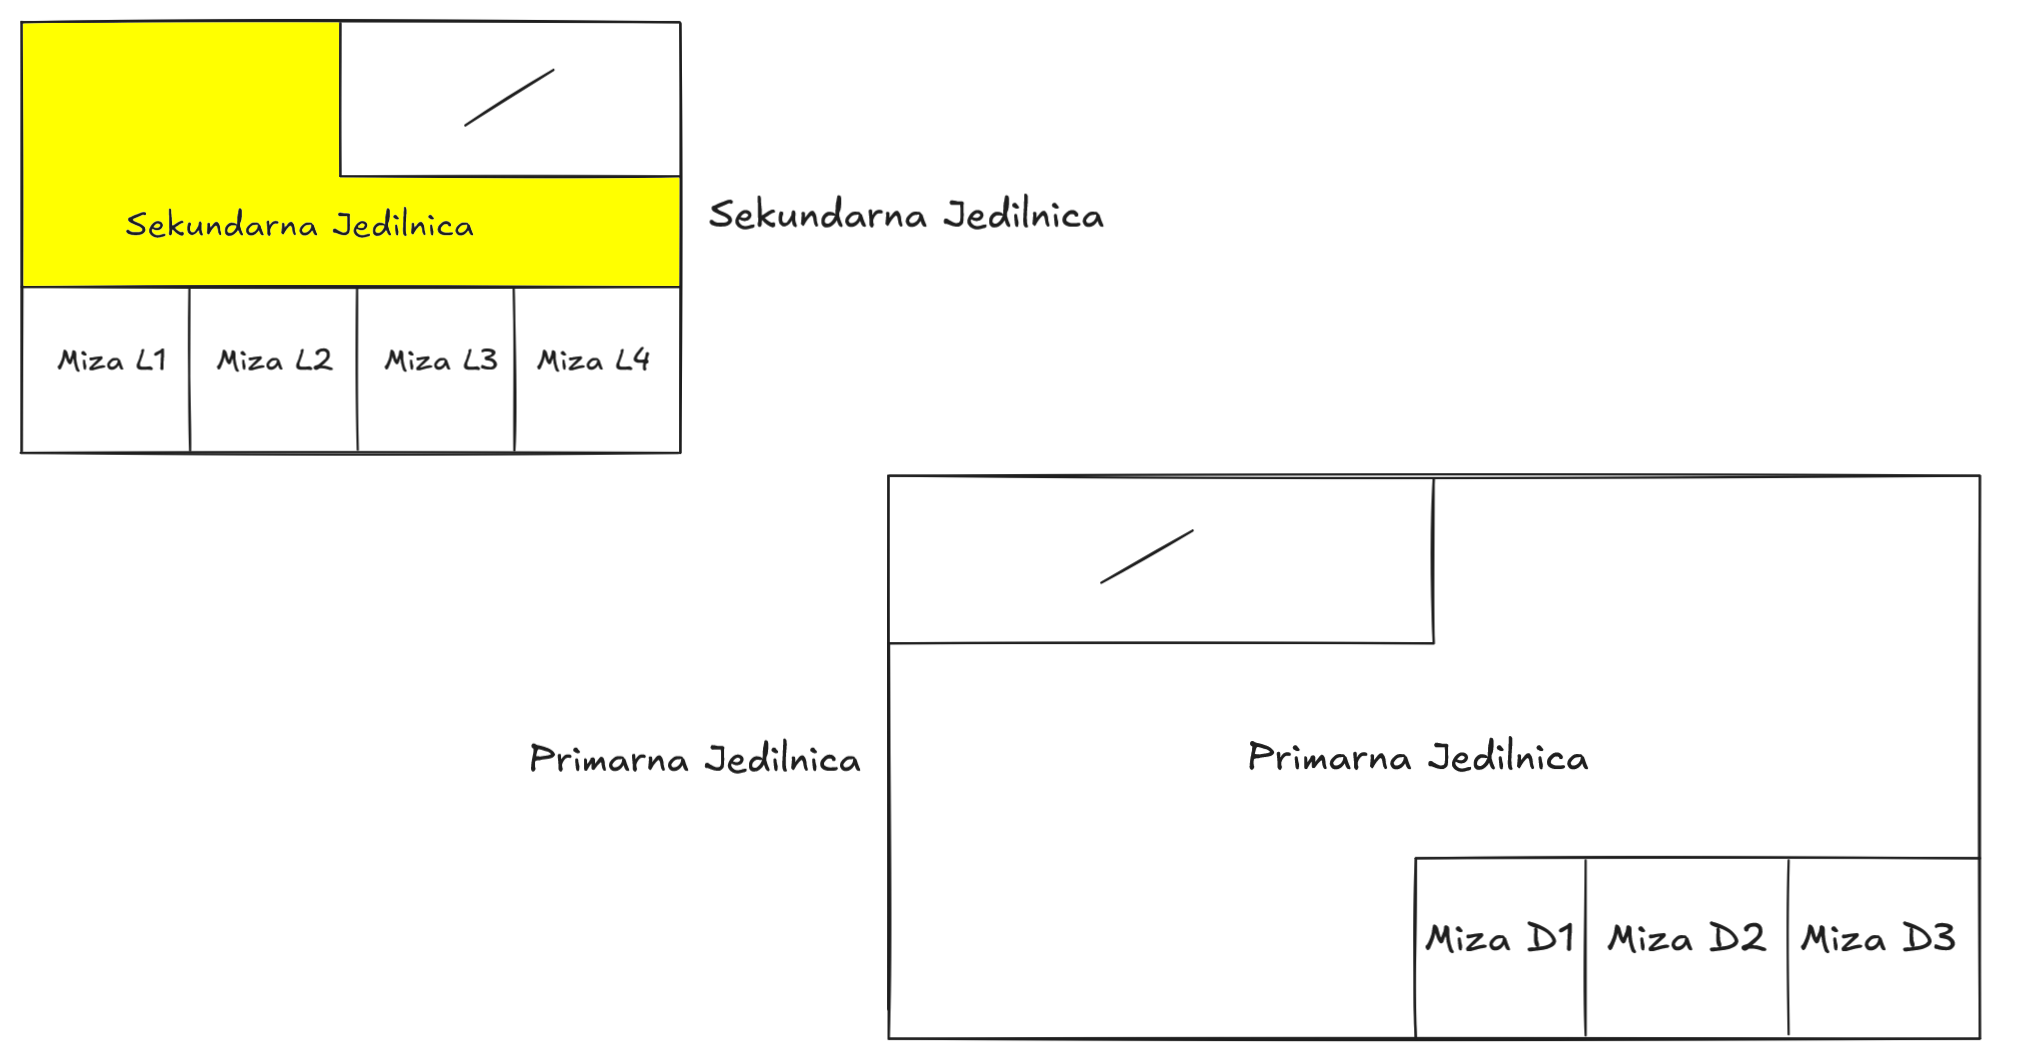 Sekundarna Jedilnica
Sekundarna Jedilnica
Miza L1
Miza L2
Miza L3
Miza L4
Primarna Jedilnica
Primarna Jedilnica
Miza D1
Miza D2
Miza D3